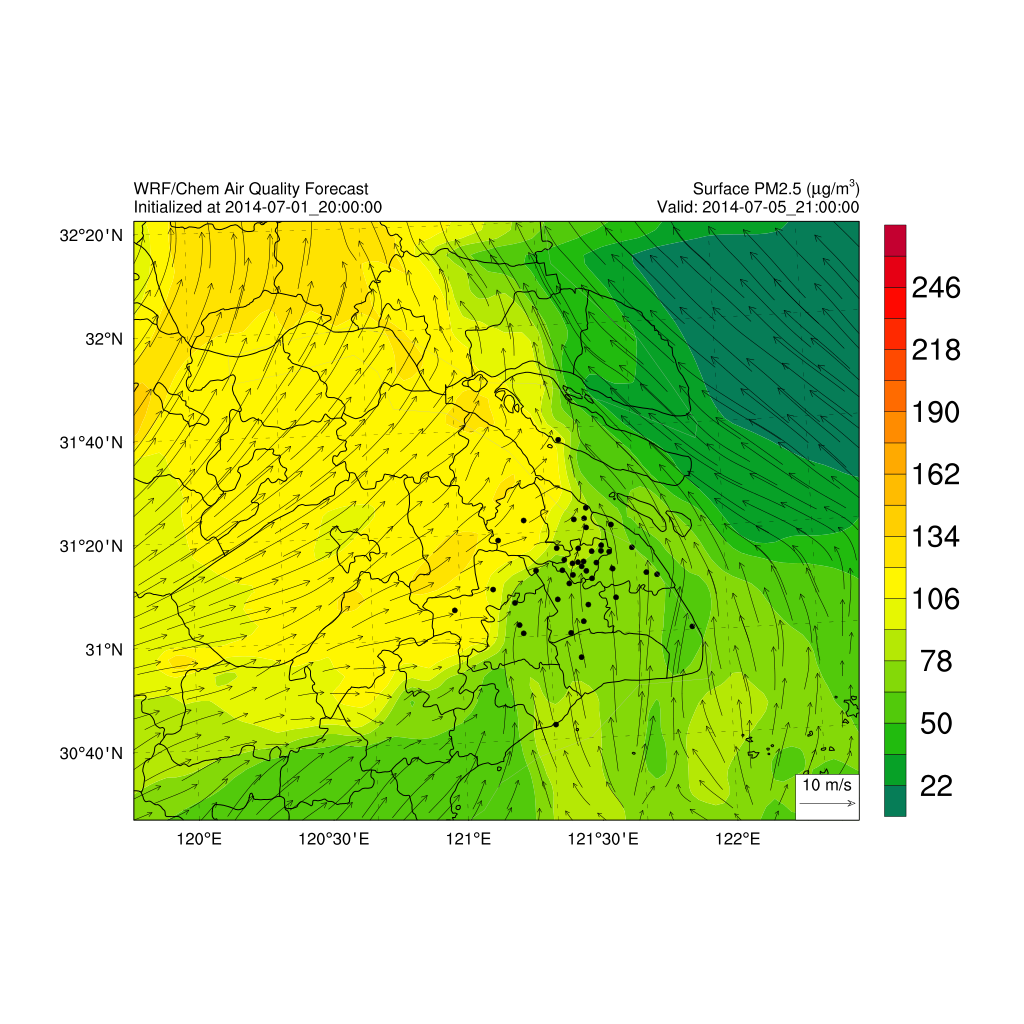 WRF/Chem Air Quality Forecast
Surface PM2.5 (µg/m³)
Initialized at 2014-07-01_20:00:00
Valid: 2014-07-05_21:00:00
32°20'N
32°N
31°40'N
31°20'N
31°N
30°40'N
120°E
120°30'E
121°E
121°30'E
122°E
10 m/s
246
218
190
162
134
106
78
50
22